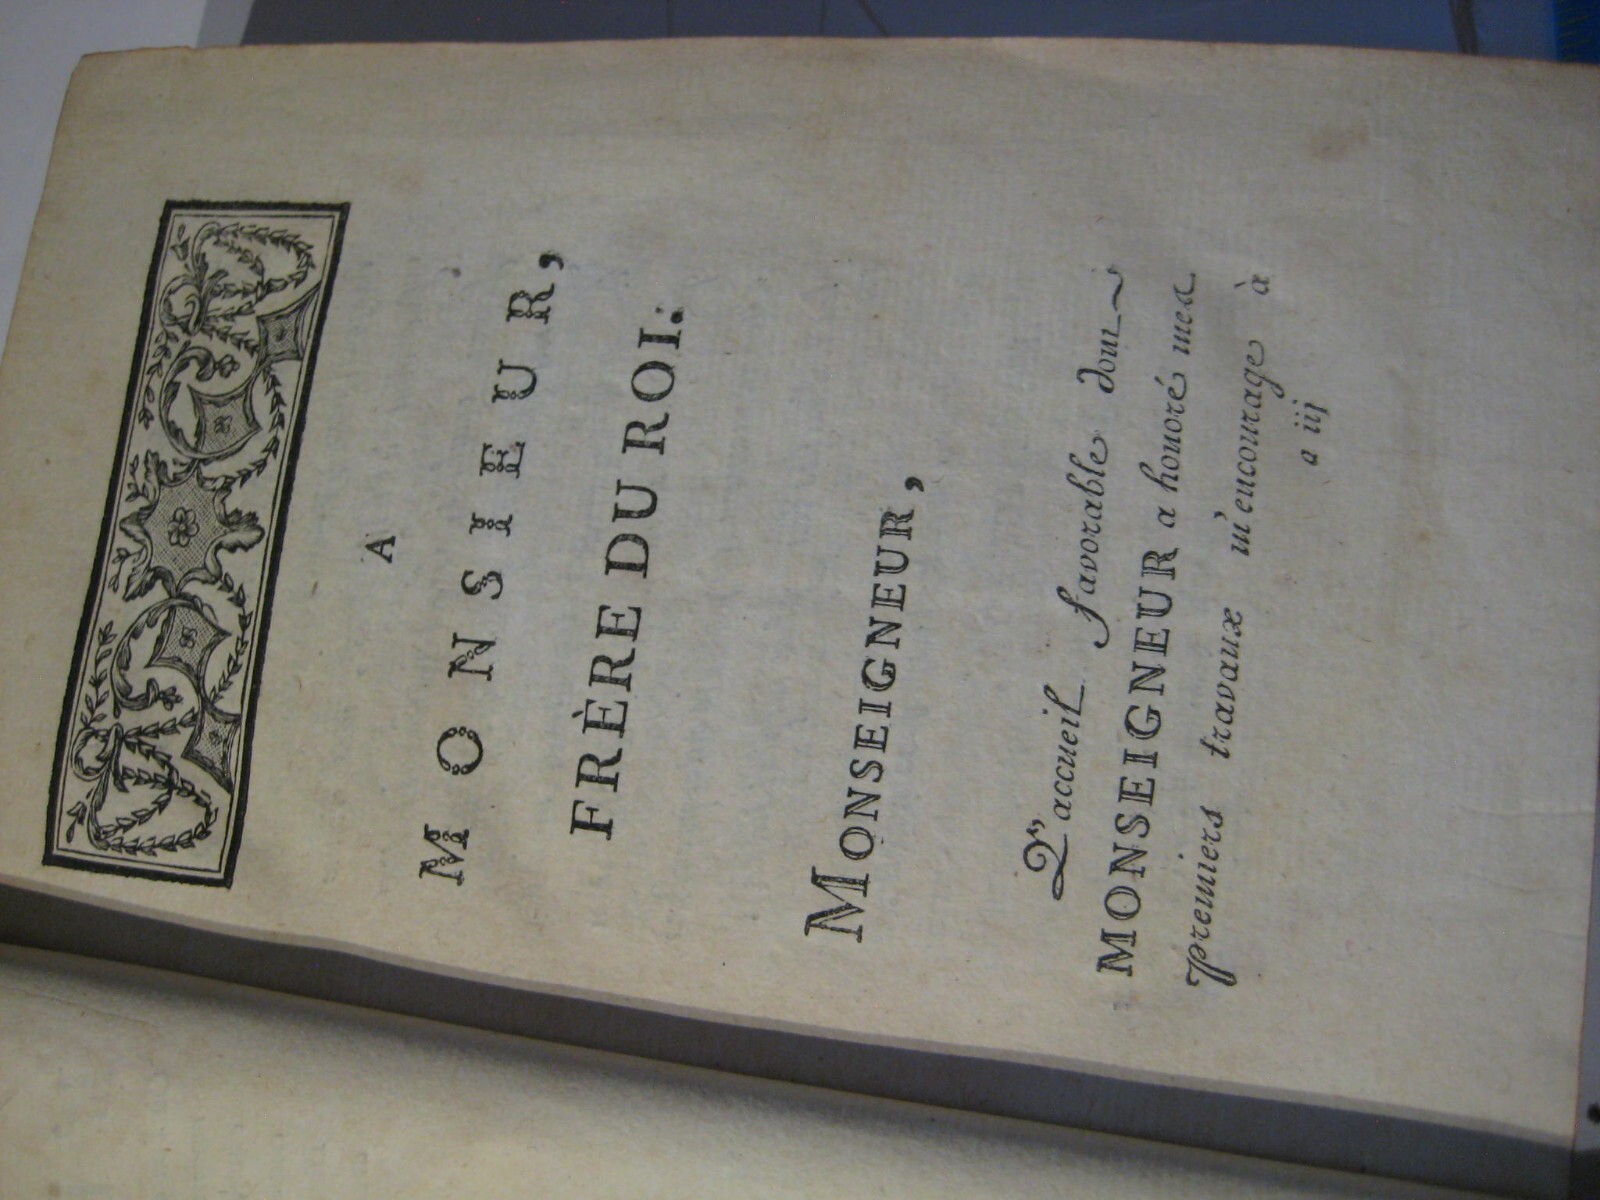 A
MONSIEUR,
FRÈRE DU ROI.
MONSEIGNEUR,
L'accueil favorable dont
MONSEIGNEUR a honoré mes
premiers travaux m'encourage à
a iij